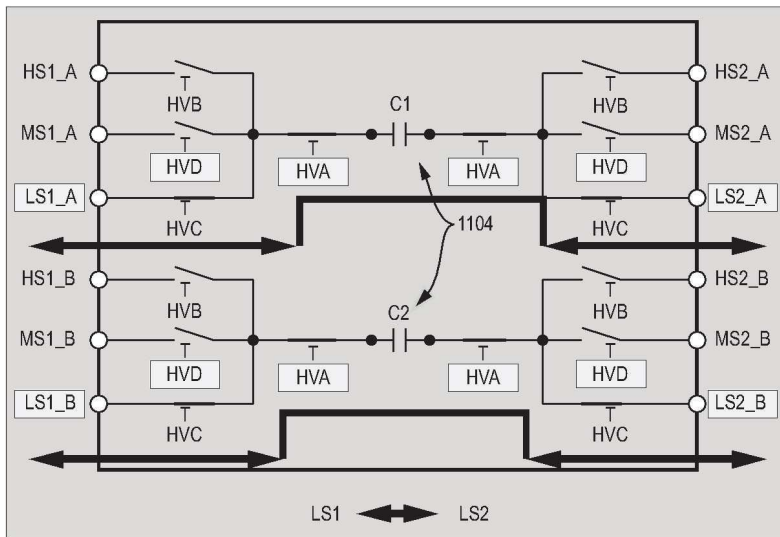 HS1_A
HS2_A
HVB
C1
HVB
MS1_A
MS2_A
HVD
HVA
HVA
HVD
LS1_A
LS2_A
HVC
1104
HVC
HS1_B
HS2_B
HVB
C2
HVB
MS1_B
MS2_B
HVD
HVA
HVA
HVD
LS1_B
LS2_B
HVC
HVC
LS1
LS2